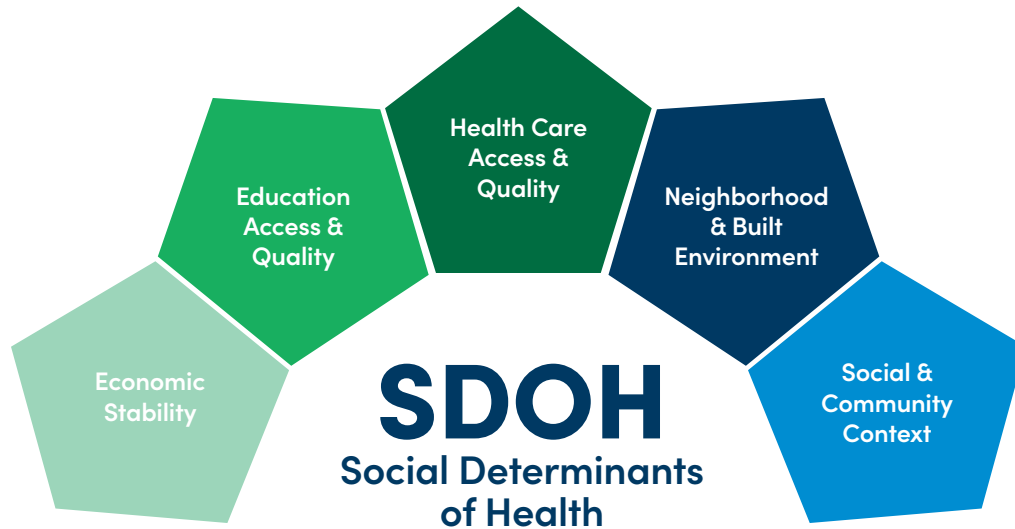 Health Care
Access &
Quality
Education
Access &
Quality
Neighborhood
& Built
Environment
Economic
Stability
Social &
Community
Context
SDOH
Social Determinants
of Health